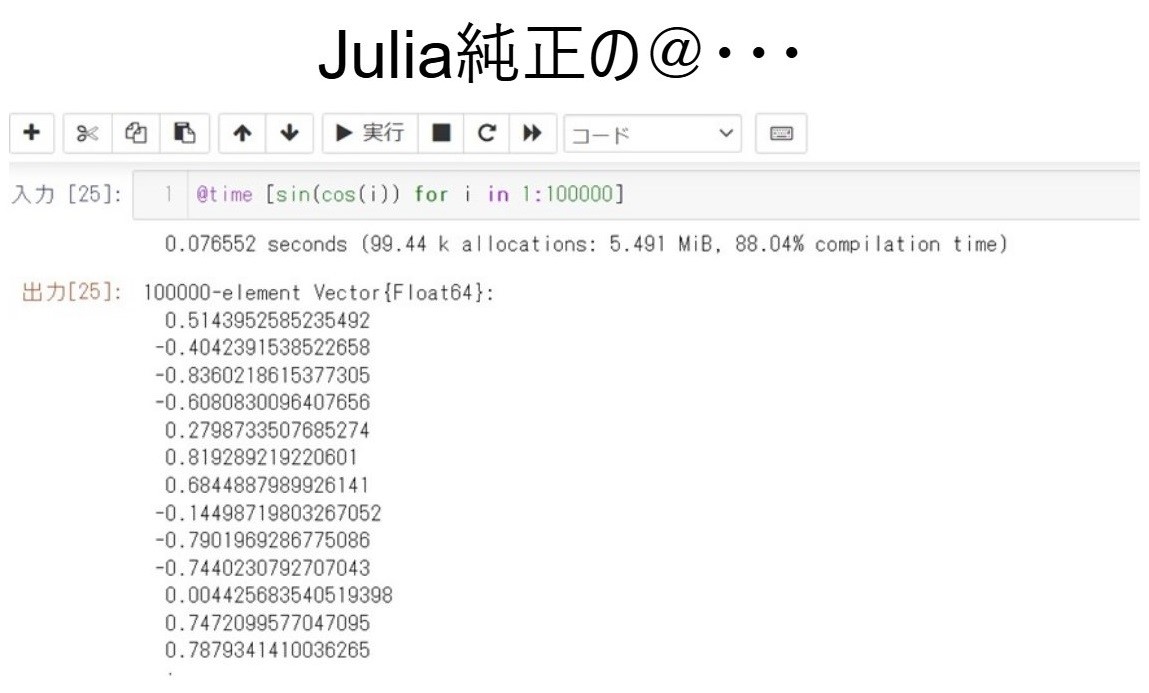 Julia純正の＠・・・
実行 コード
入力 [25]: 1 @time [sin(cos(i)) for i in 1:100000]
0.076552 seconds (99.44 k allocations: 5.491 MiB, 88.04% compilation time)
出力[25]: 100000-element Vector{Float64}:
0.5143952585235492
-0.4042391538522658
-0.8360218615377305
-0.6080830096407656
0.2798733507685274
0.819289219220601
0.6844887989926141
-0.14498719803267052
-0.7901969286775086
-0.7440230792707043
0.004425683540519398
0.7472099577047095
0.7879341410036265